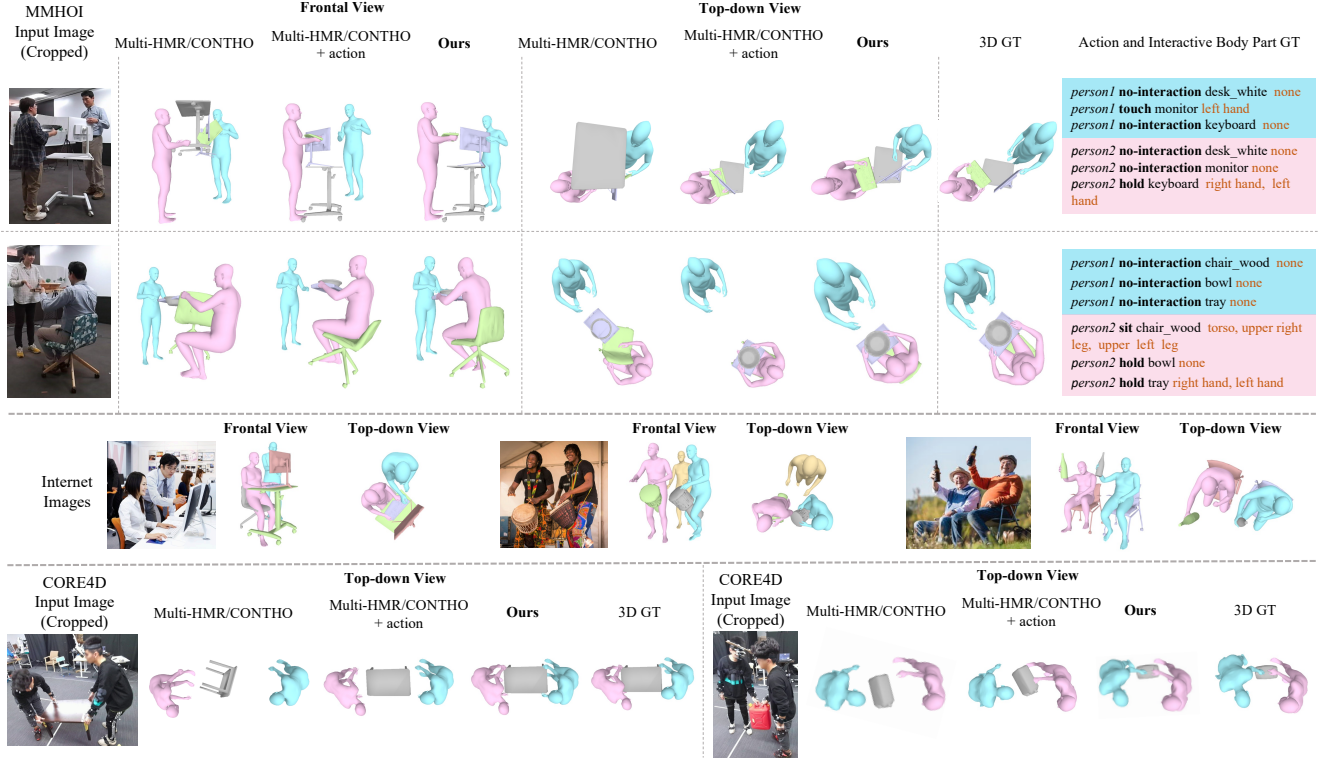 MMHOI
Input Image
(Cropped)
Frontal View
Top-down View
Multi-HMR/CONTHO
Multi-HMR/CONTHO
+ action
Ours
Multi-HMR/CONTHO
Multi-HMR/CONTHO
+ action
Ours
3D GT
Action and Interactive Body Part GT
person1 no-interaction desk_white none
person1 touch monitor left hand
person1 no-interaction keyboard none
person2 no-interaction desk_white none
person2 no-interaction monitor none
person2 hold keyboard right hand, left
hand
person1 no-interaction chair_wood none
person1 no-interaction bowl none
person1 no-interaction tray none
person2 sit chair_wood torso, upper right
leg, upper left leg
person2 hold bowl none
person2 hold tray right hand, left hand
Internet
Images
Frontal View
Top-down View
Frontal View
Top-down View
Frontal View
Top-down View
CORE4D
Input Image
(Cropped)
Top-down View
Multi-HMR/CONTHO
Multi-HMR/CONTHO
+ action
Ours
3D GT
CORE4D
Input Image
(Cropped)
Top-down View
Multi-HMR/CONTHO
Multi-HMR/CONTHO
+ action
Ours
3D GT